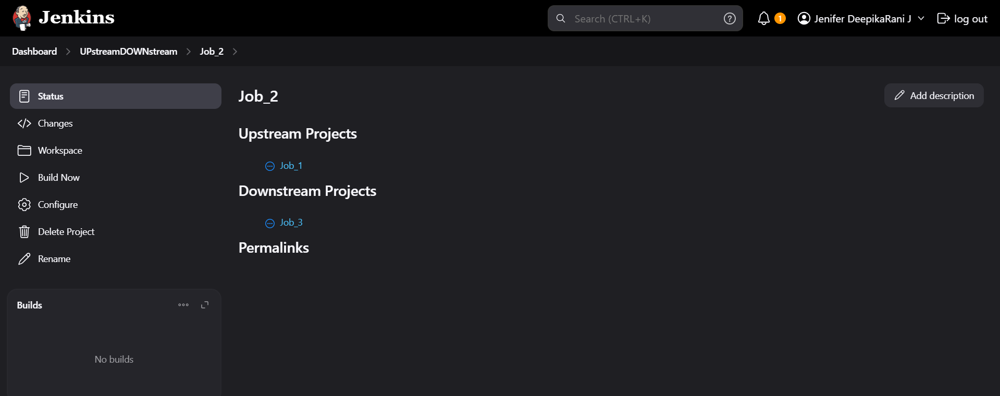 Jenkins
Search (CTRL+K)
?
1
Jenifer DeepikaRani J
log out
Dashboard
UPstreamDOWNstream
Job_2
Status
Changes
Workspace
Build Now
Configure
Delete Project
Rename
Builds
No builds
Job_2
Add description
Upstream Projects
Job_1
Downstream Projects
Job_3
Permalinks